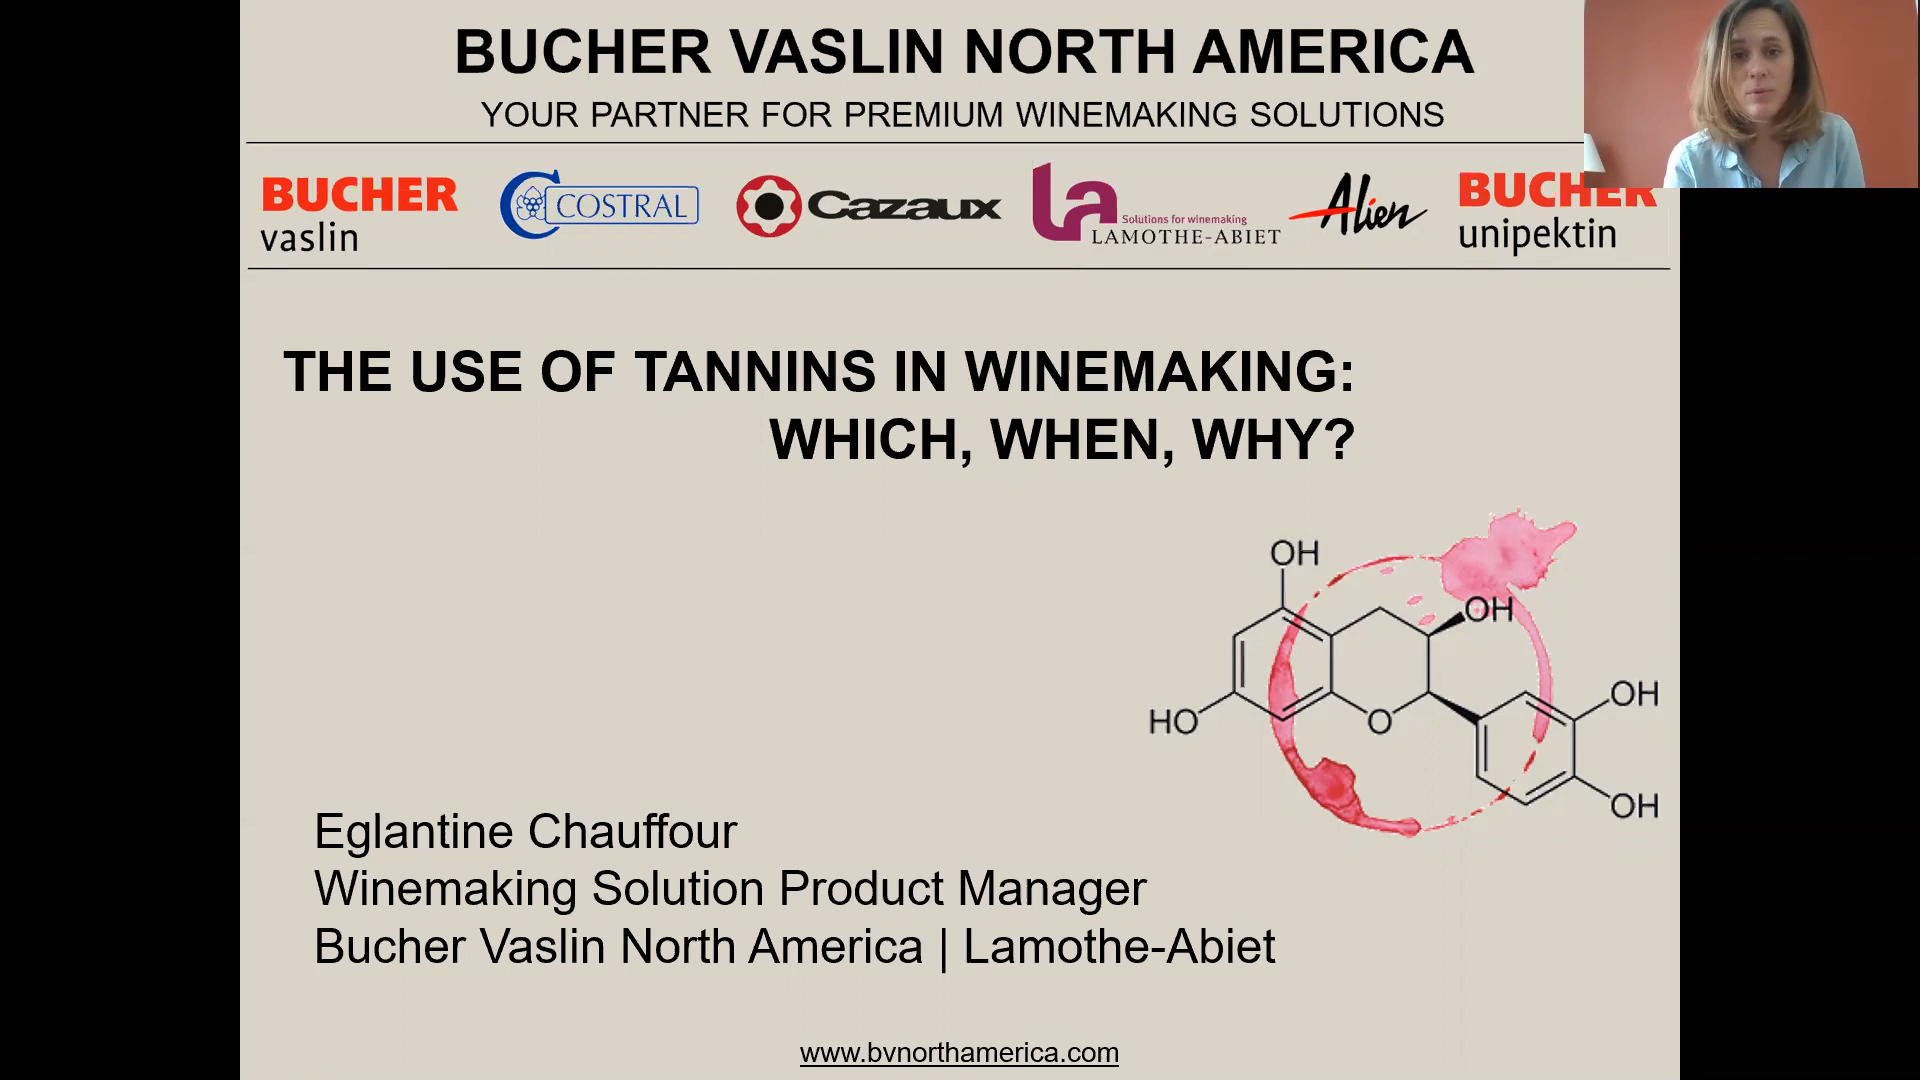 BUCHER VASLIN NORTH AMERICA
YOUR PARTNER FOR PREMIUM WINEMAKING SOLUTIONS
BUCHER
vaslin
COSTRAL
Cazaux
la
Solutions for winemaking
LAMOTHE-ABIET
Alien
BUCHER
unipektin
THE USE OF TANNINS IN WINEMAKING:
WHICH, WHEN, WHY?
OH
OH
OH
HO
O
OH
Eglantine Chauffour
Winemaking Solution Product Manager
Bucher Vaslin North America | Lamothe-Abiet
www.bvnorthamerica.com